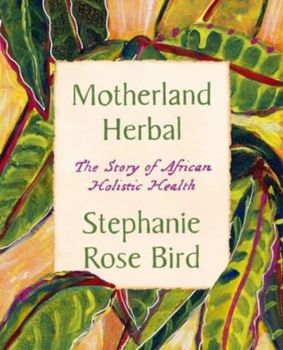 Motherland
Herbal
The Story of African
Holistic Health
Stephanie
Rose Bird